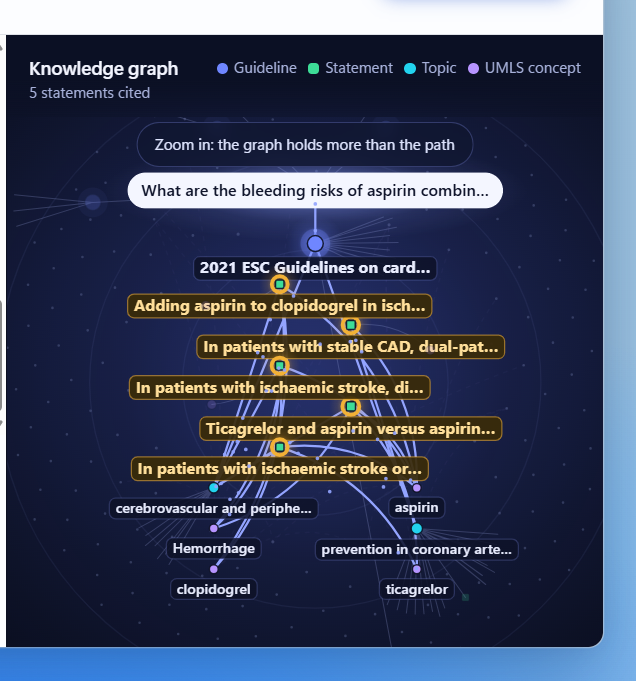 Knowledge graph
Guideline
Statement
Topic
UMLS concept
5 statements cited
Zoom in: the graph holds more than the path
What are the bleeding risks of aspirin combin...
2021 ESC Guidelines on card...
Adding aspirin to clopidogrel in isch...
In patients with stable CAD, dual-pat...
In patients with ischaemic stroke, di...
Ticagrelor and aspirin versus aspirin...
In patients with ischaemic stroke or...
cerebrovascular and periphe...
aspirin
Hemorrhage
prevention in coronary arte...
clopidogrel
ticagrelor